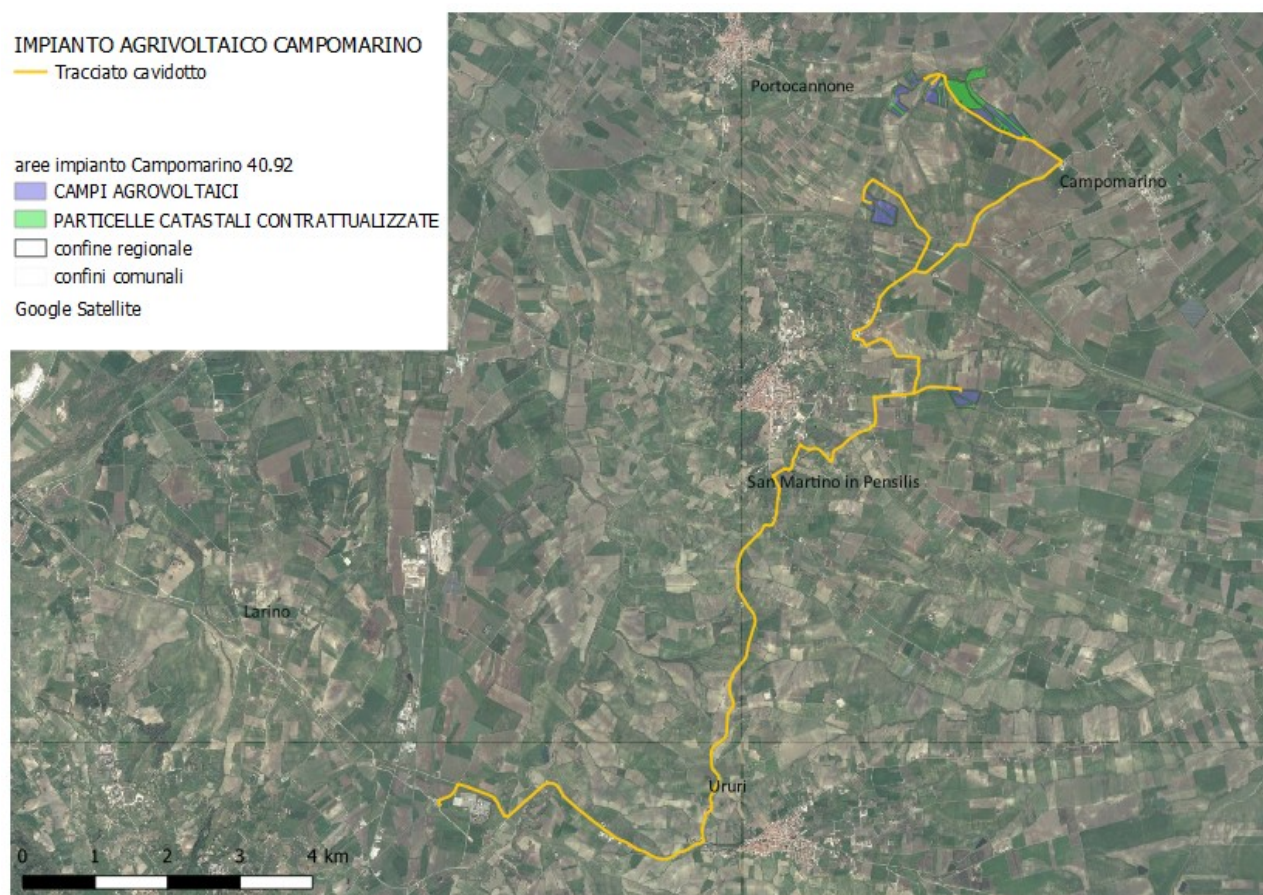 IMPIANTO AGRIVOLTAICO CAMPOMARINO
Tracciato cavidotto
aree impianto Campomarino 40.92
CAMPI AGROVOLTAICI
PARTICELLE CATASTALI CONTRATTUALIZZATE
confine regionale
confini comunali
Google Satellite
Portocannone
Campomarino
San Martino in Pensilis
Larino
Ururi
0 1 2 3 4 km